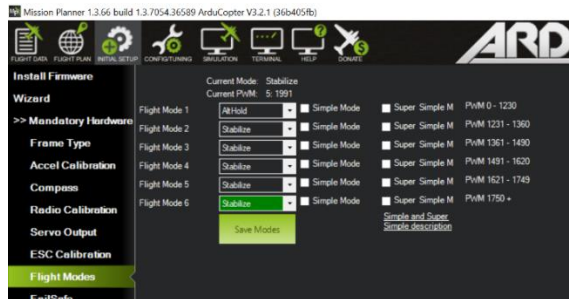 Mission Planner 1.3.66 build 1.3.7054.36589 ArduCopter V3.2.1 (36b405fb)
FLIGHT DATA FLIGHT PLAN INITIAL SETUP CONFIG/TUNING SIMULATION TERMINAL HELP DONATE
ARD
Install Firmware
Wizard
>> Mandatory Hardware
Frame Type
Accel Calibration
Compass
Radio Calibration
Servo Output
ESC Calibration
Flight Modes
FailSafe
Current Mode: Stabilize
Current PWM: 5: 1991
Flight Mode 1 AltHold Simple Mode Super Simple M PWM 0 - 1230
Flight Mode 2 Stabilize Simple Mode Super Simple M PWM 1231 - 1360
Flight Mode 3 Stabilize Simple Mode Super Simple M PWM 1361 - 1490
Flight Mode 4 Stabilize Simple Mode Super Simple M PWM 1491 - 1620
Flight Mode 5 Stabilize Simple Mode Super Simple M PWM 1621 - 1749
Flight Mode 6 Stabilize Simple Mode Super Simple M PWM 1750 +
Save Modes
Simple and Super
Simple description